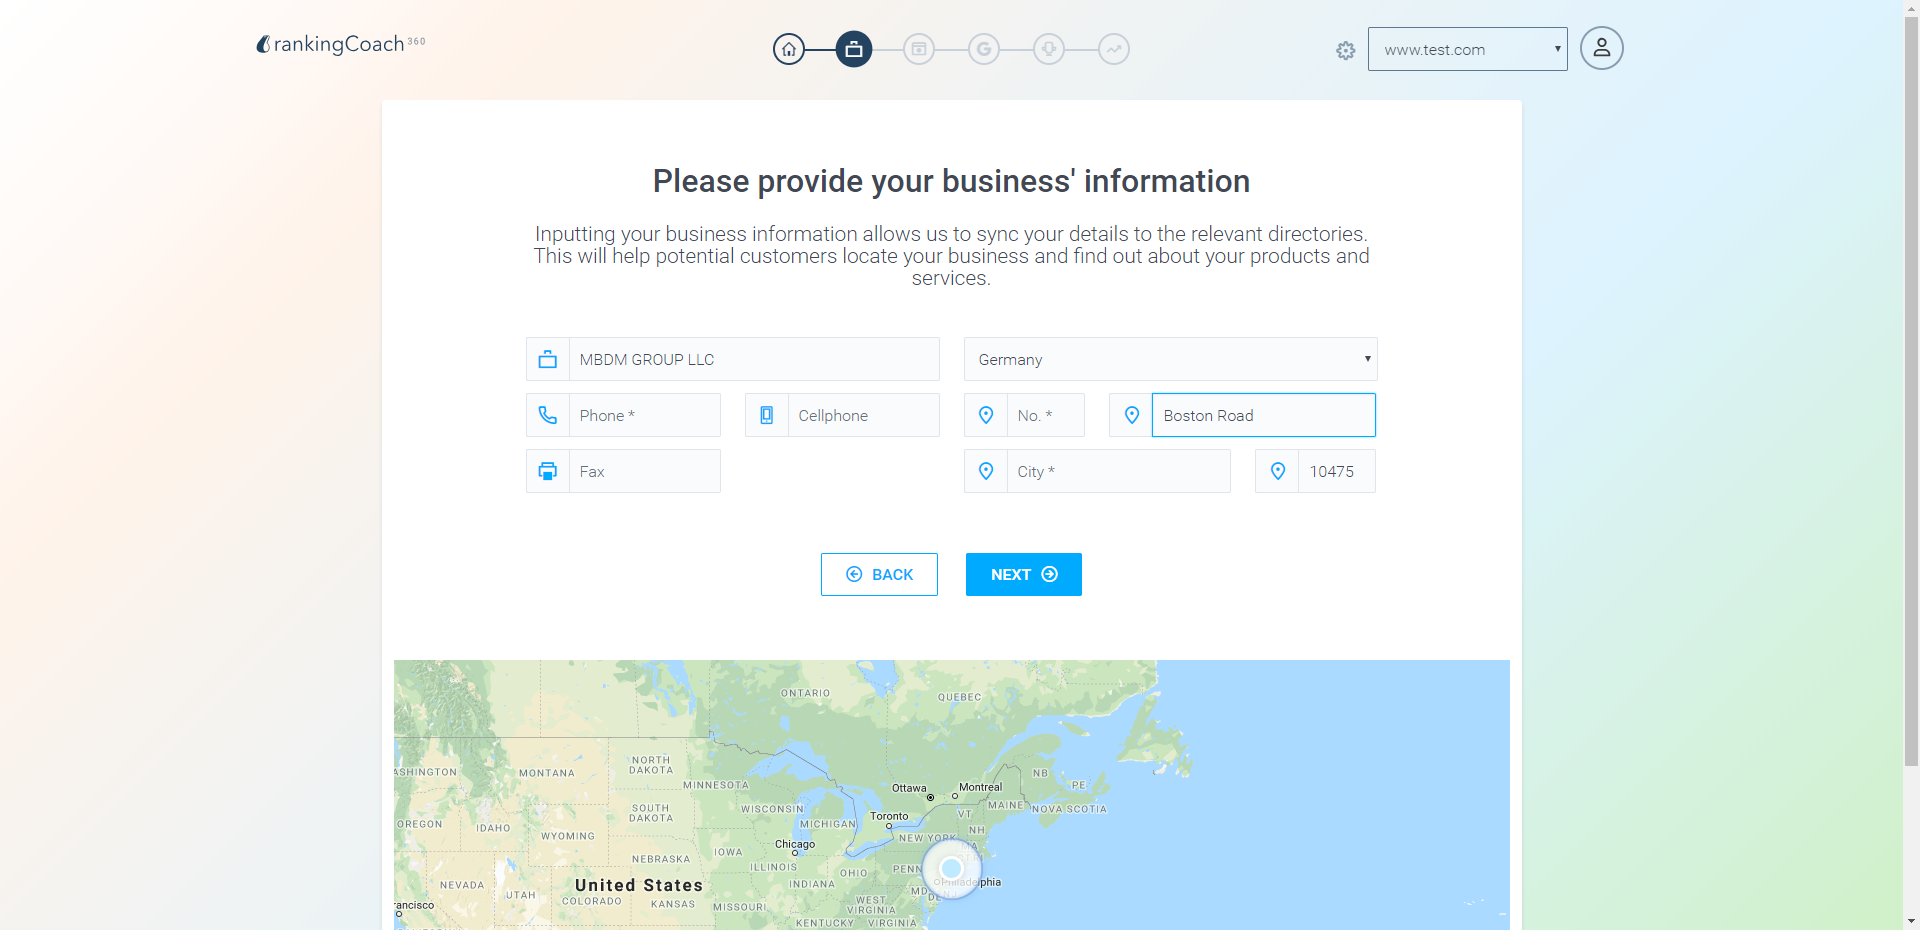 rankingCoach 360
www.test.com
Please provide your business' information
Inputting your business information allows us to sync your details to the relevant directories.
This will help potential customers locate your business and find out about your products and
services.
MBDM GROUP LLC
Germany
Phone *
Cellphone
No. *
Boston Road
Fax
City *
10475
BACK
NEXT
ONTARIO
QUEBEC
NORTH
DAKOTA
ASHINGTON
MONTANA
MINNESOTA
NB
PE
Ottawa
Montreal
MAINE
NOVA SCOTIA
SOUTH
DAKOTA
WISCONSIN
VT
OREGON
IDAHO
MICHIGAN
Toronto
NH
WYOMING
NEW YORK
MA
Chicago
IOWA
NEBRASKA
ILLINOIS
OHIO
PENN
INDIANA
NEVADA
United States
UTAH
MD
DE
Philadelphia
COLORADO
KANSAS
MISSOURI
WEST
VIRGINIA
rancisco
KENTUCKY
VIRGINIA